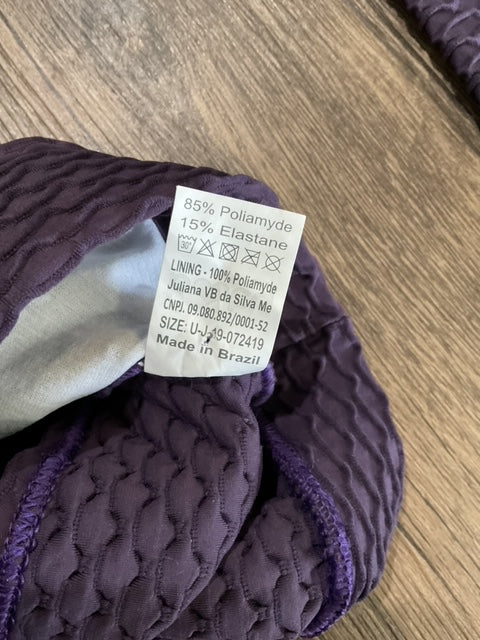 85% Poliamyde
15% Elastane
30°
LINING - 100% Poliamyde
Juliana VB da Silva Me
CNPJ. 09.080.892/0001-52
SIZE: U-J-19-072419
Made in Brazil